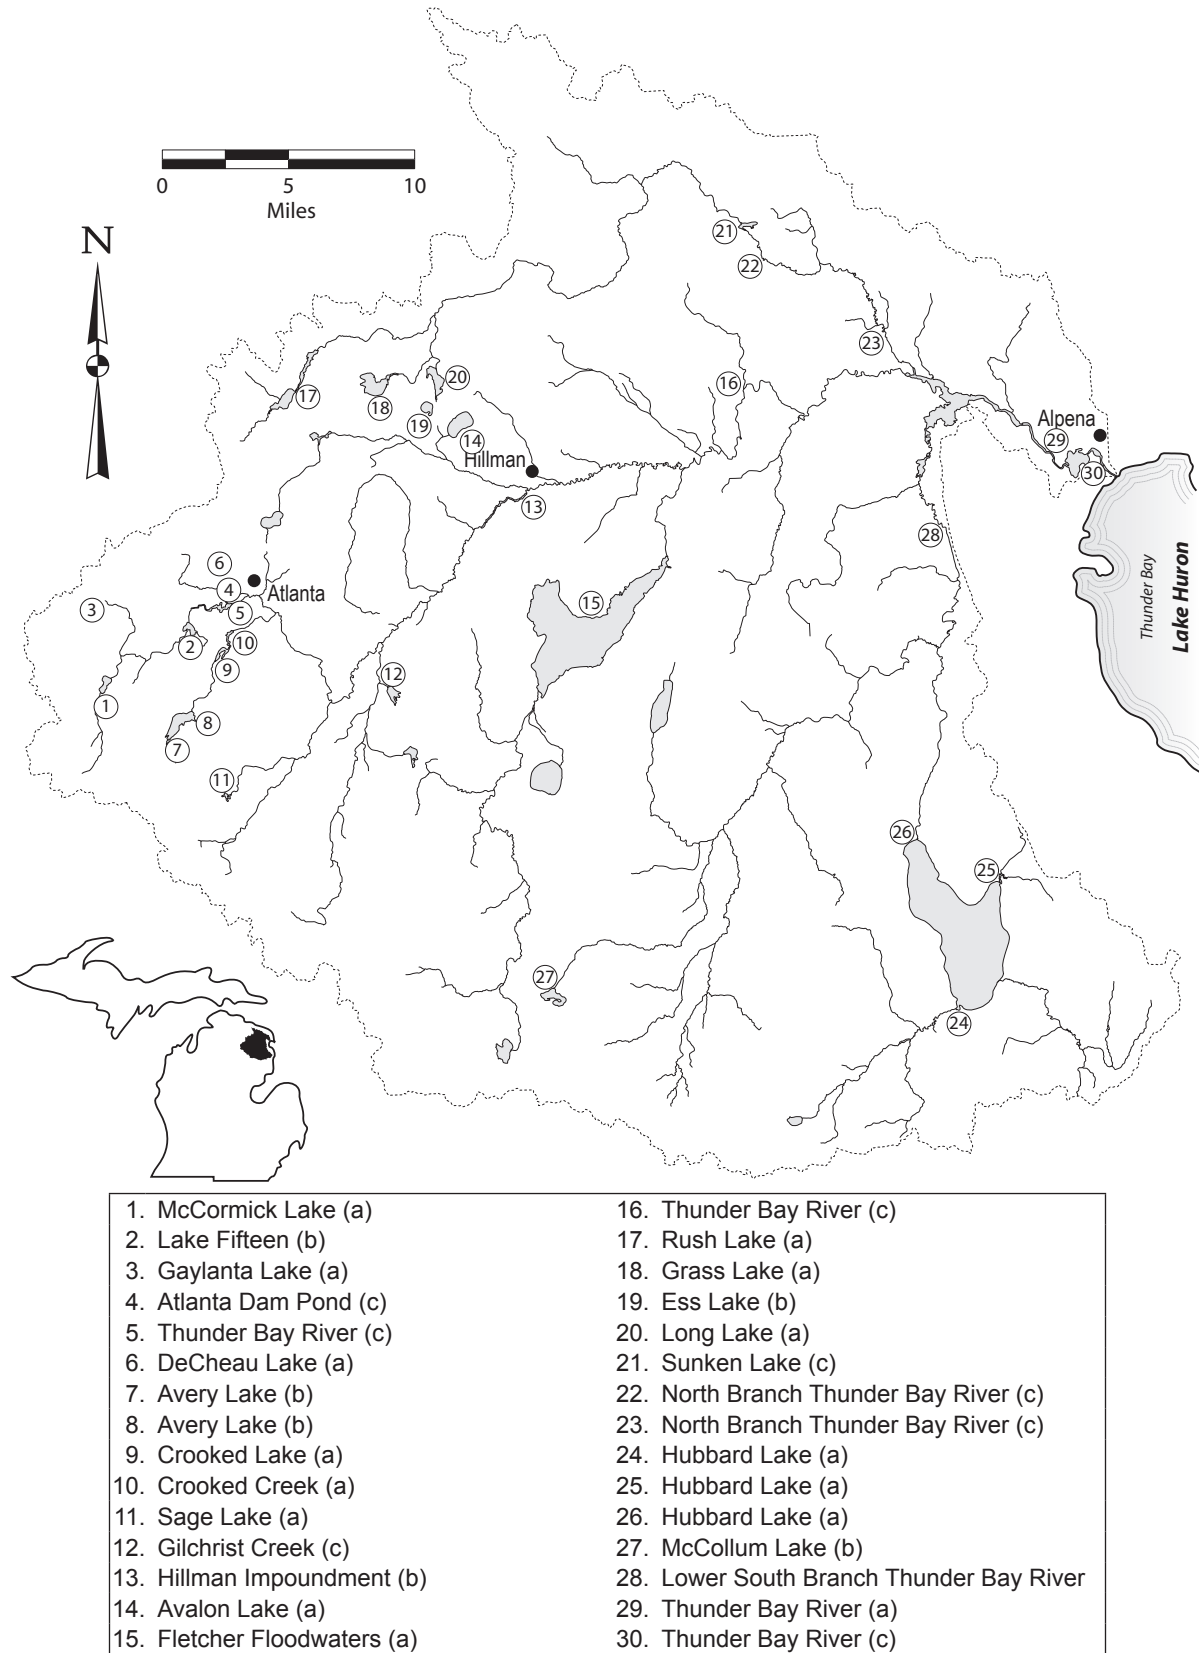 0 5 10
Miles
N
21
22
23
20
17
16
18
19
14
Alpena
29
Hillman
30
13
28
6
4
Atlanta
3
5
15
Thunder Bay
Lake Huron
2
10
9
12
1
8
7
11
26
25
27
24
1. McCormick Lake (a)
2. Lake Fifteen (b)
3. Gaylanta Lake (a)
4. Atlanta Dam Pond (c)
5. Thunder Bay River (c)
6. DeCheau Lake (a)
7. Avery Lake (b)
8. Avery Lake (b)
9. Crooked Lake (a)
10. Crooked Creek (a)
11. Sage Lake (a)
12. Gilchrist Creek (c)
13. Hillman Impoundment (b)
14. Avalon Lake (a)
15. Fletcher Floodwaters (a)
16. Thunder Bay River (c)
17. Rush Lake (a)
18. Grass Lake (a)
19. Ess Lake (b)
20. Long Lake (a)
21. Sunken Lake (c)
22. North Branch Thunder Bay River (c)
23. North Branch Thunder Bay River (c)
24. Hubbard Lake (a)
25. Hubbard Lake (a)
26. Hubbard Lake (a)
27. McCollum Lake (b)
28. Lower South Branch Thunder Bay River
29. Thunder Bay River (a)
30. Thunder Bay River (c)